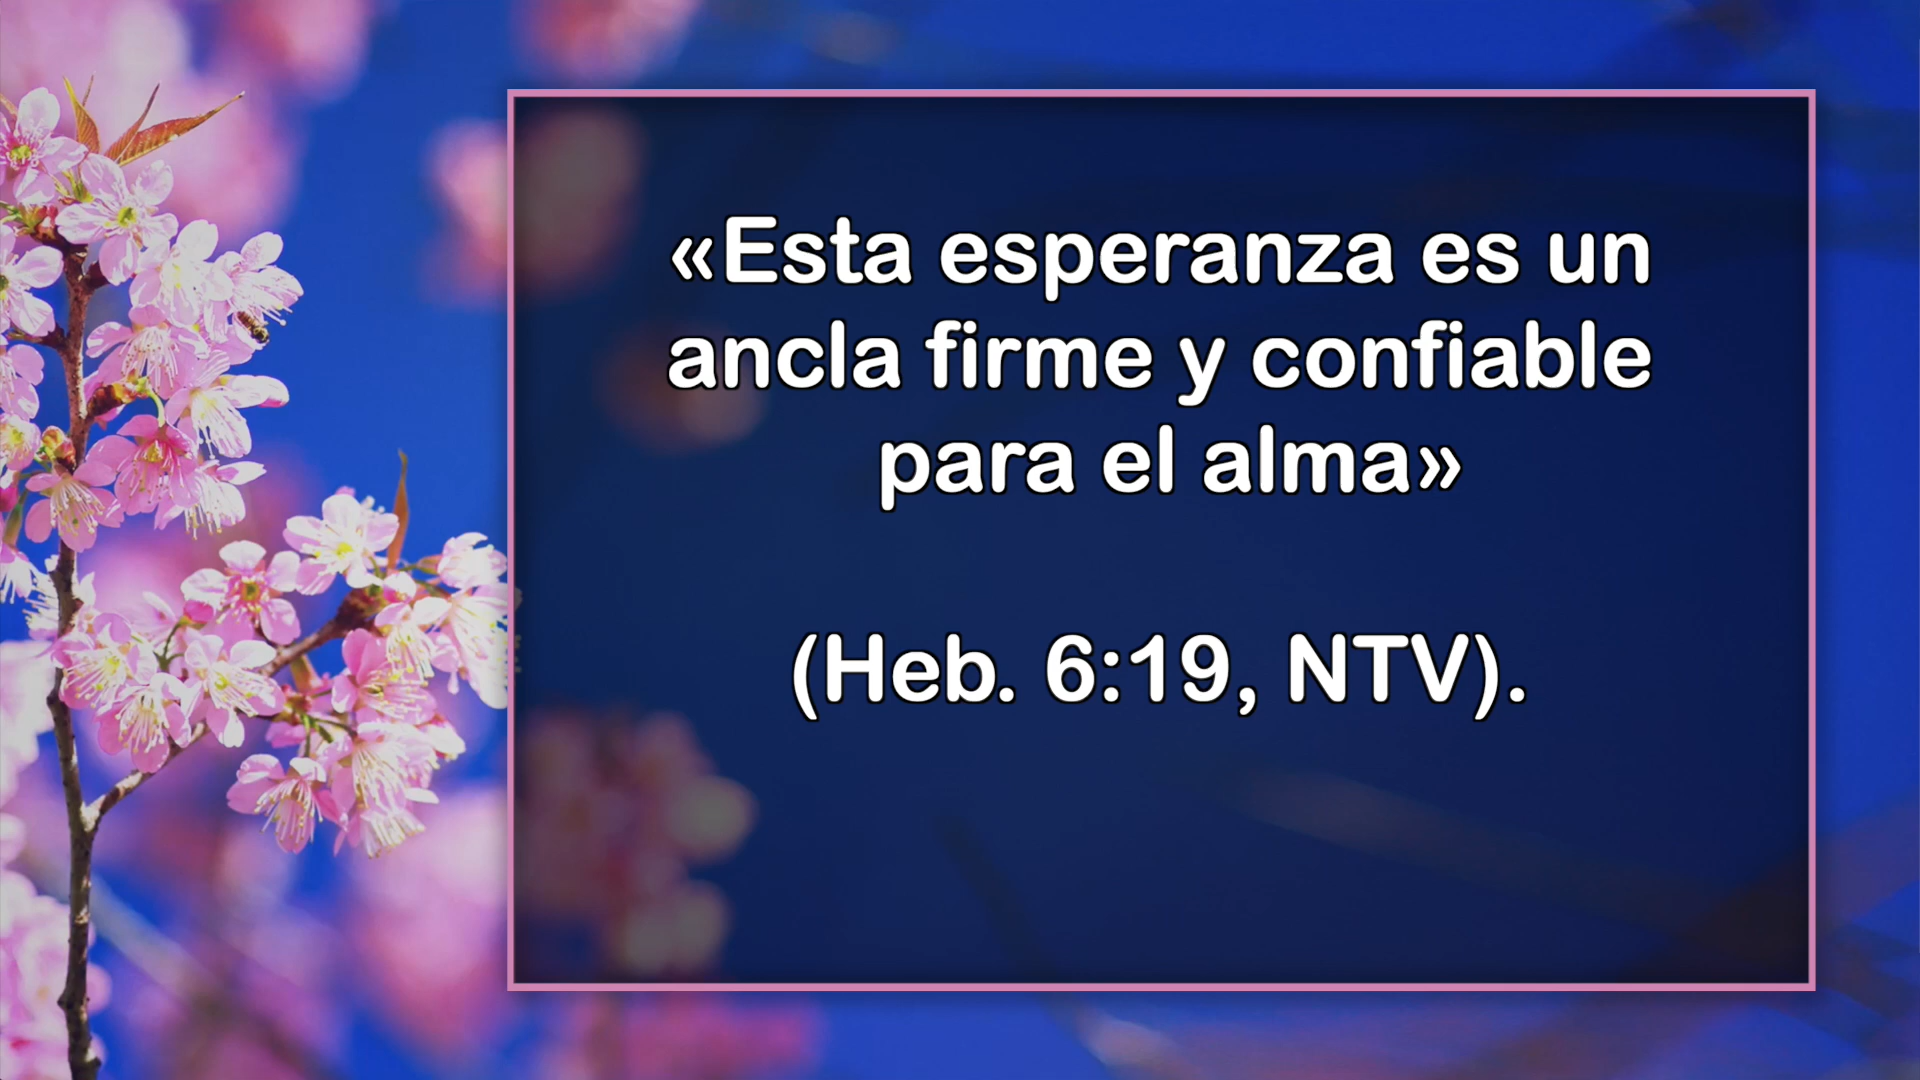 «Esta esperanza es un
ancla firme y confiable
para el alma»
(Heb. 6:19, NTV).